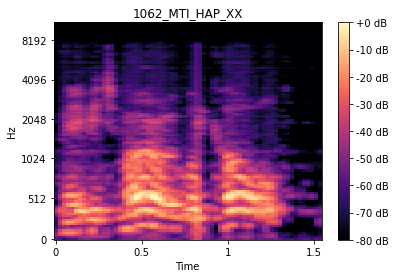 1062_MTI_HAP_XX
8192
4096
2048
1024
512
0
Hz
0
0.5
1
1.5
Time
+0 dB
-10 dB
-20 dB
-30 dB
-40 dB
-50 dB
-60 dB
-70 dB
-80 dB